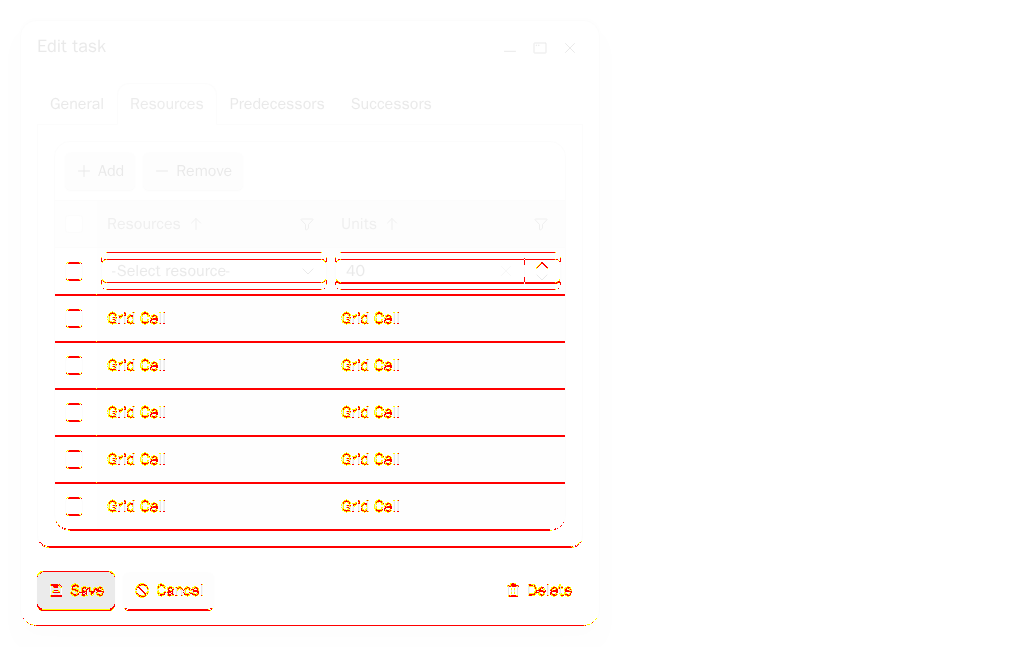 Edit task
General Resources Predecessors Successors
Add Remove
Resources Units
-Select resource- 40
Grid Cell Grid Cell
Grid Cell Grid Cell
Grid Cell Grid Cell
Grid Cell Grid Cell
Grid Cell Grid Cell
Save Cancel Delete